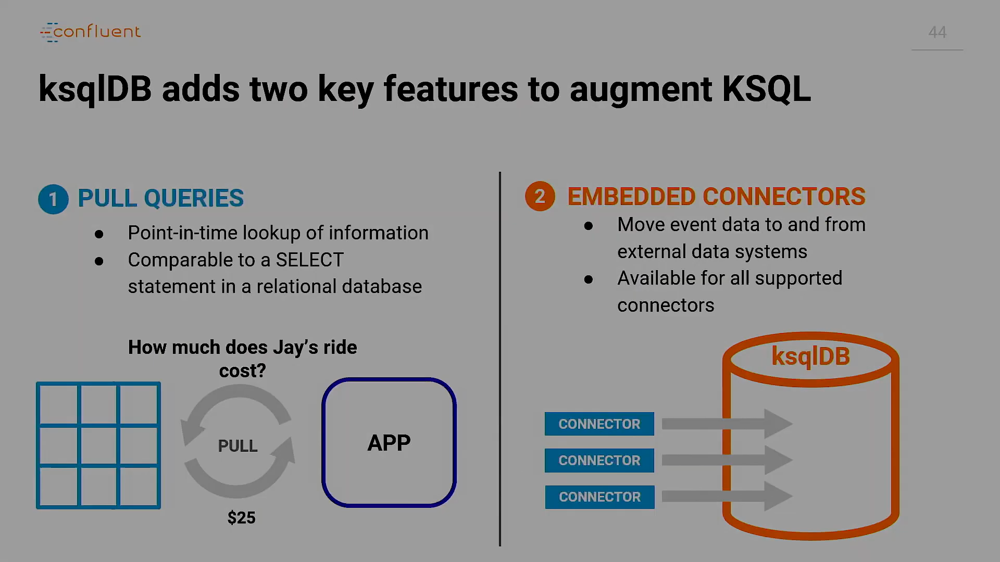 confluent
44
ksqlDB adds two key features to augment KSQL
1 PULL QUERIES
● Point-in-time lookup of information
● Comparable to a SELECT
statement in a relational database
How much does Jay’s ride
cost?
PULL
APP
$25
2 EMBEDDED CONNECTORS
● Move event data to and from
external data systems
● Available for all supported
connectors
ksqlDB
CONNECTOR
CONNECTOR
CONNECTOR